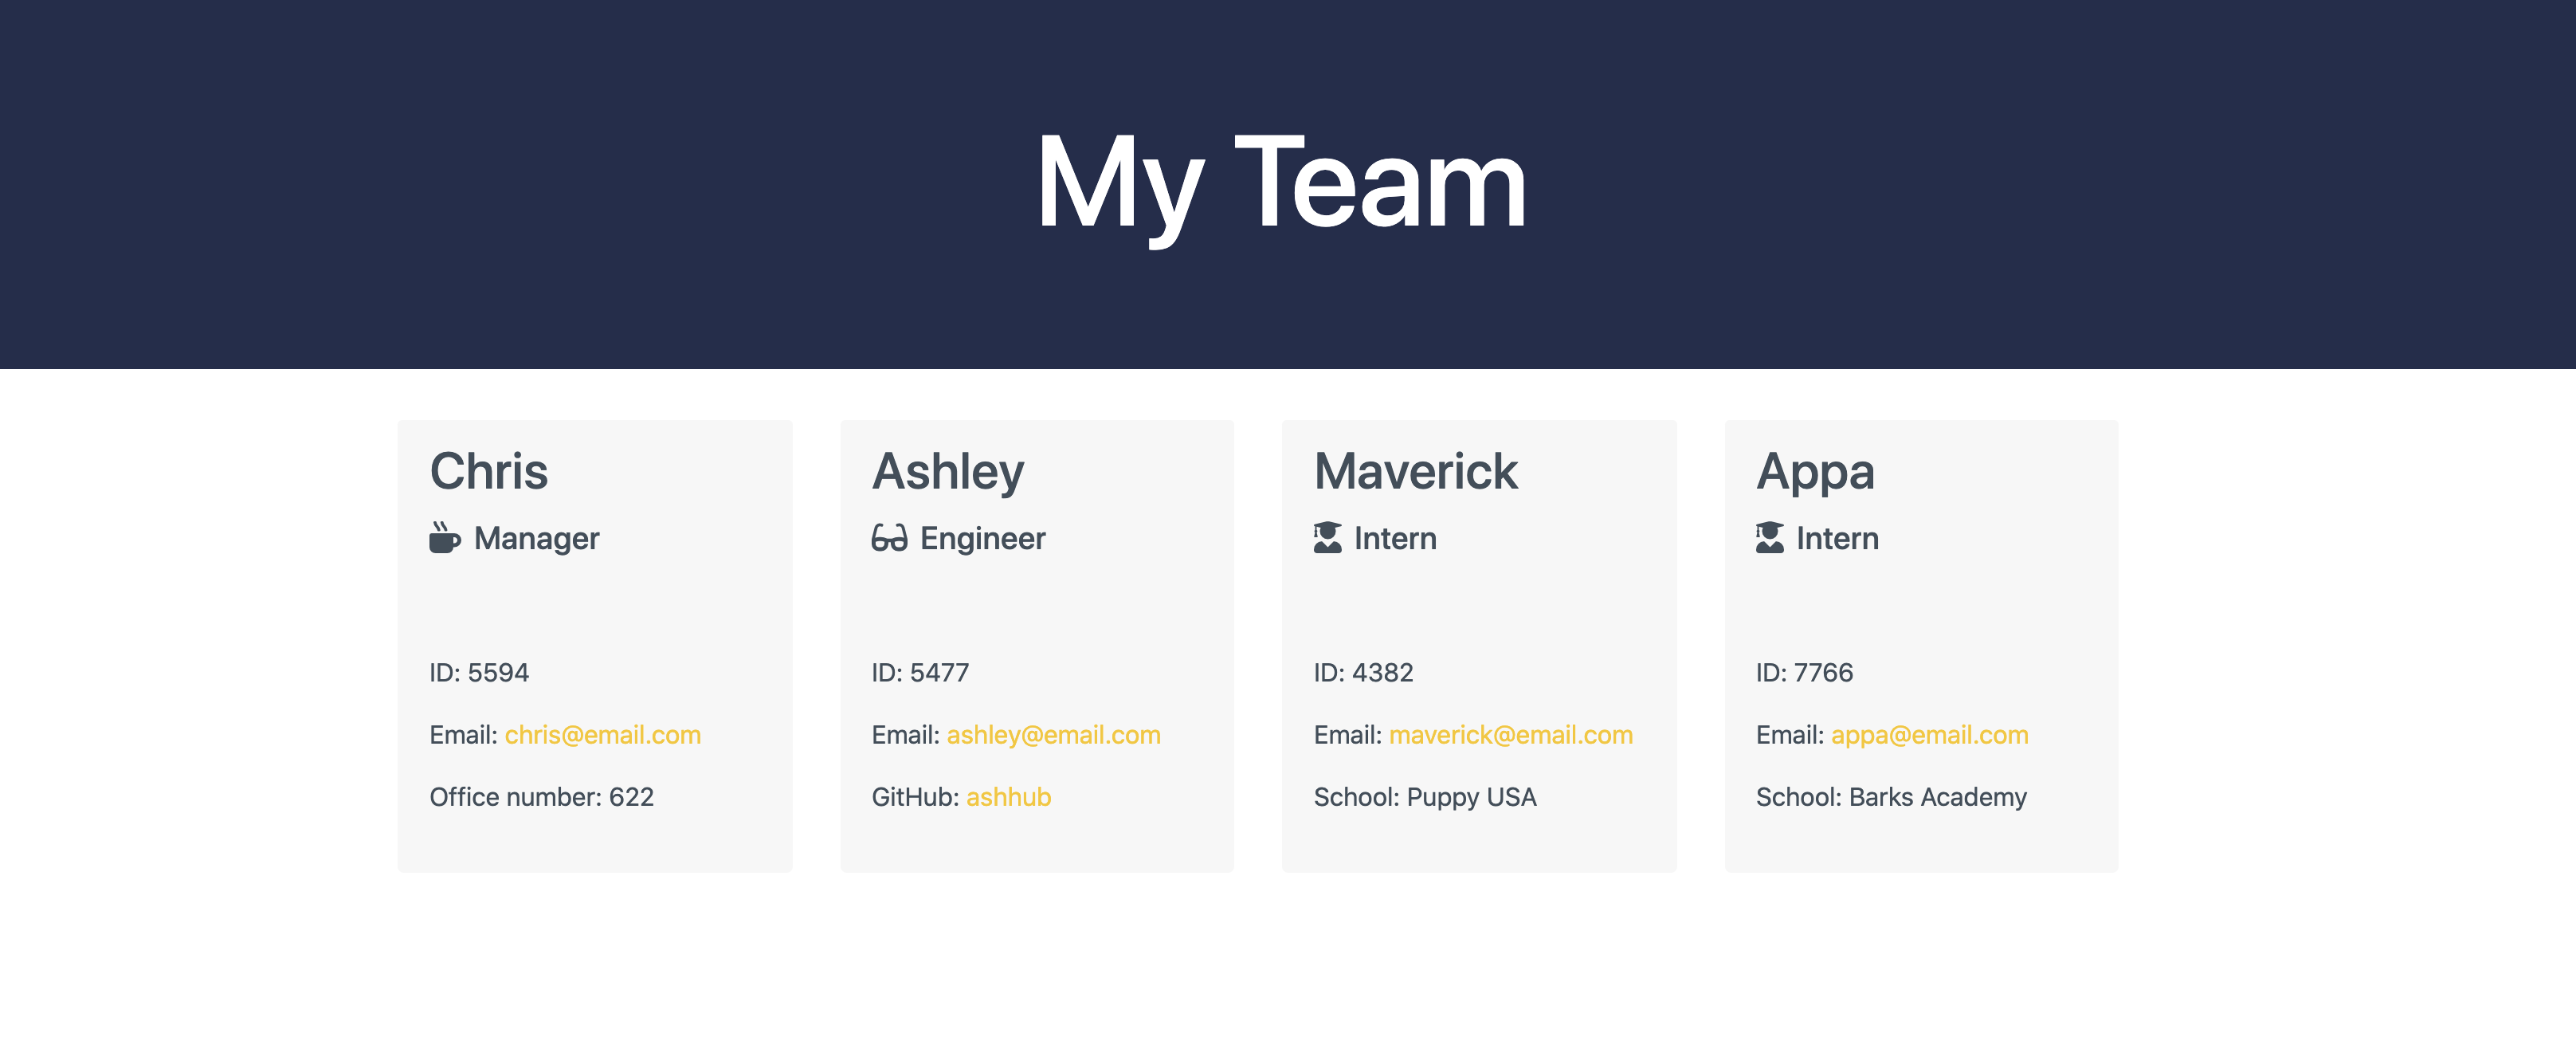 My Team
Chris
Manager
ID: 5594
Email: chris@email.com
Office number: 622
Ashley
Engineer
ID: 5477
Email: ashley@email.com
GitHub: ashhub
Maverick
Intern
ID: 4382
Email: maverick@email.com
School: Puppy USA
Appa
Intern
ID: 7766
Email: appa@email.com
School: Barks Academy